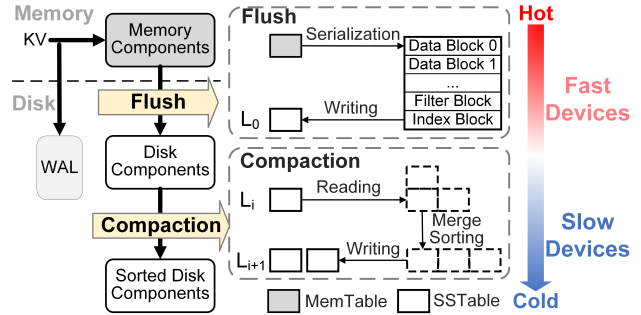 Memory
KV
Memory
Components
Disk
Flush
WAL
Disk
Components
Compaction
Sorted Disk
Components
Flush
Serialization
Data Block 0
Data Block 1
...
Filter Block
Index Block
L0
Writing
Compaction
Li
Reading
Merge
Sorting
Li+1
Writing
MemTable
SSTable
Hot
Fast
Devices
Slow
Devices
Cold